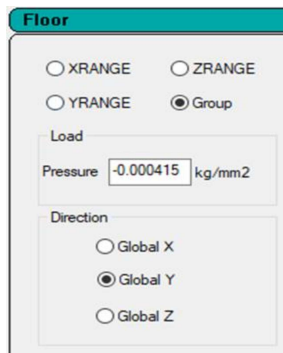 Floor
XRANGE ZRANGE
YRANGE Group
Load
Pressure -0.000415 kg/mm2
Direction
Global X
Global Y
Global Z